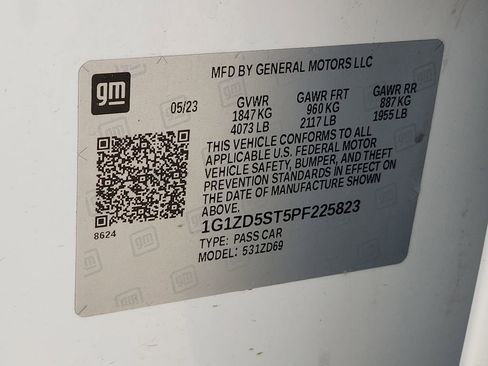 gm
MFD BY GENERAL MOTORS LLC
05/23 GVWR GAWR FRT GAWR RR
1847 KG 960 KG 887 KG
4073 LB 2117 LB 1955 LB
THIS VEHICLE CONFORMS TO ALL
APPLICABLE U.S. FEDERAL MOTOR
VEHICLE SAFETY, BUMPER, AND THEFT
PREVENTION STANDARDS IN EFFECT ON
THE DATE OF MANUFACTURE SHOWN
ABOVE.
8624
1G1ZD5ST5PF225823
TYPE: PASS CAR
MODEL: 531ZD69